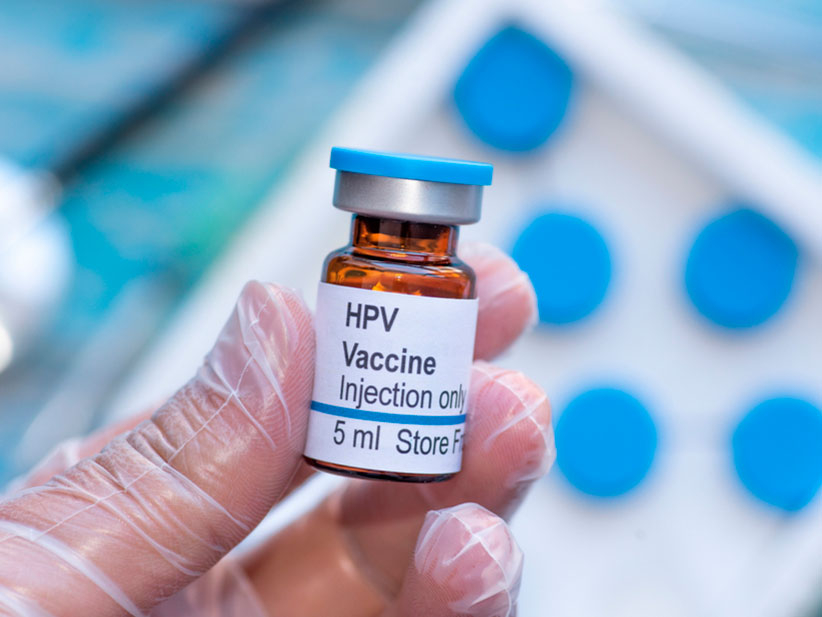 HPV
Vaccine
Injection only
5 ml Store